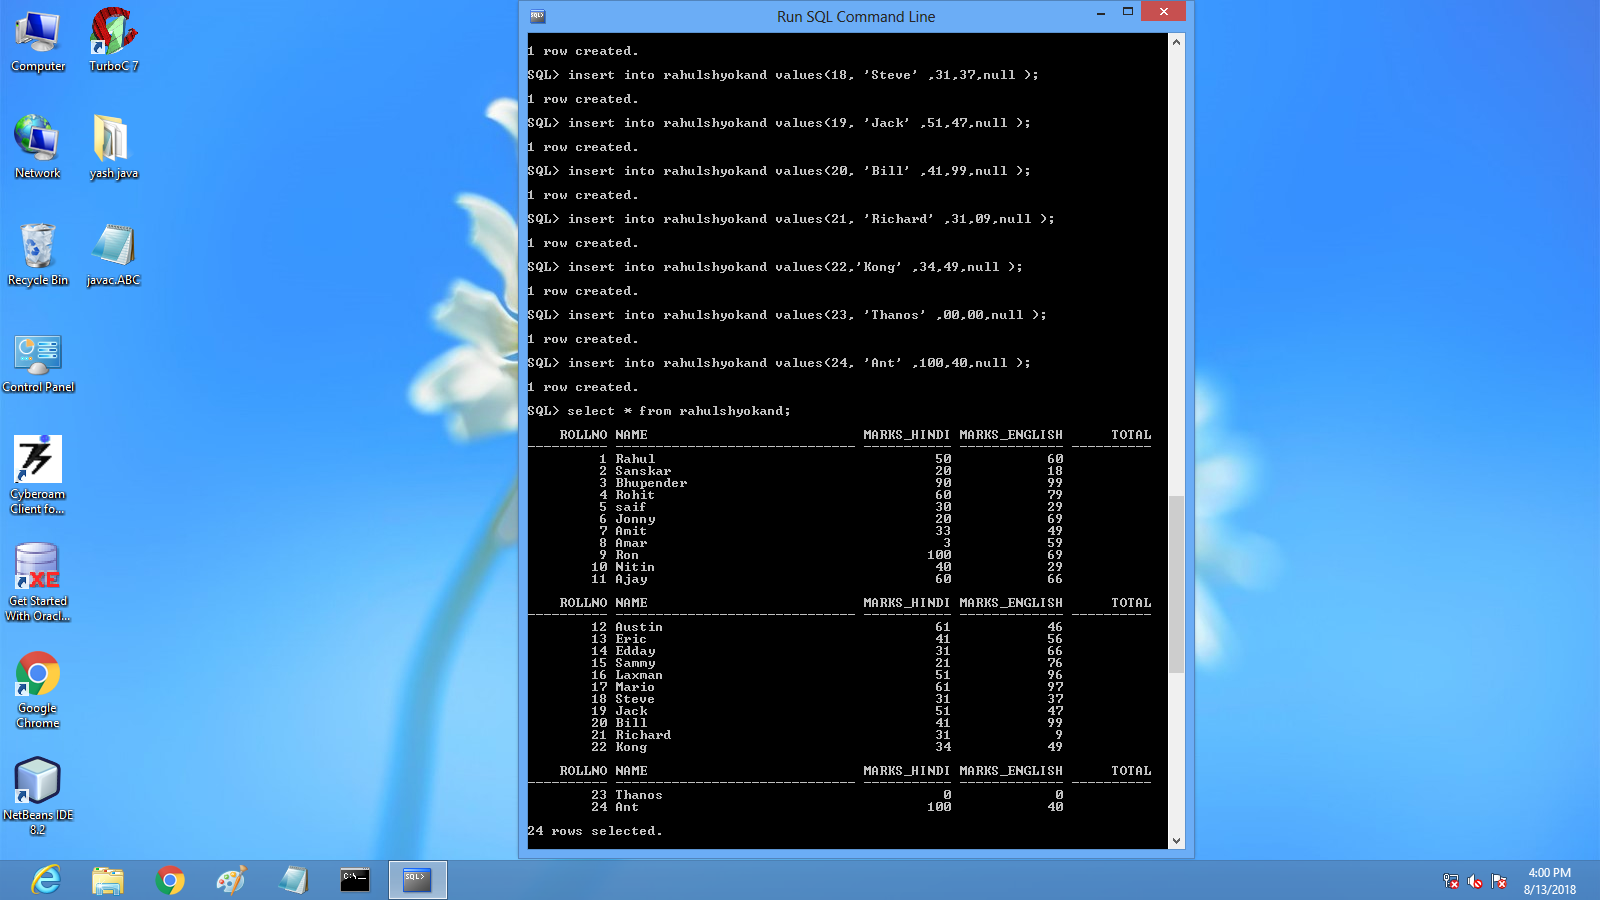 Computer
TurboC 7
Network
yash java
Recycle Bin
javac.ABC
Control Panel
Cyberoam
Client fo...
XE
Get Started
With Oracl...
Google
Chrome
NetBeans IDE
8.2
SQL>
Run SQL Command Line
1 row created.
SQL> insert into rahulshyokand values(18, 'Steve' ,31,37,null );
1 row created.
SQL> insert into rahulshyokand values(19, 'Jack' ,51,47,null );
1 row created.
SQL> insert into rahulshyokand values(20, 'Bill' ,41,99,null );
1 row created.
SQL> insert into rahulshyokand values(21, 'Richard' ,31,09,null );
1 row created.
SQL> insert into rahulshyokand values(22,'Kong' ,34,49,null );
1 row created.
SQL> insert into rahulshyokand values(23, 'Thanos' ,00,00,null );
1 row created.
SQL> insert into rahulshyokand values(24, 'Ant' ,100,40,null );
1 row created.
SQL> select * from rahulshyokand;
ROLLNO NAME MARKS_HINDI MARKS_ENGLISH TOTAL
1 Rahul 50 60
2 Sanskar 20 18
3 Bhupender 90 99
4 Rohit 60 79
5 saif 30 29
6 Jonny 20 69
7 Amit 33 49
8 Amar 3 59
9 Ron 100 69
10 Nitin 40 29
11 Ajay 60 66
ROLLNO NAME MARKS_HINDI MARKS_ENGLISH TOTAL
12 Austin 61 46
13 Eric 41 56
14 Edday 31 66
15 Sammy 21 76
16 Laxman 51 96
17 Mario 61 97
18 Steve 31 37
19 Jack 51 47
20 Bill 41 99
21 Richard 31 9
22 Kong 34 49
ROLLNO NAME MARKS_HINDI MARKS_ENGLISH TOTAL
23 Thanos 0 0
24 Ant 100 40
24 rows selected.
C:\
SQL>
4:00 PM
8/13/2018